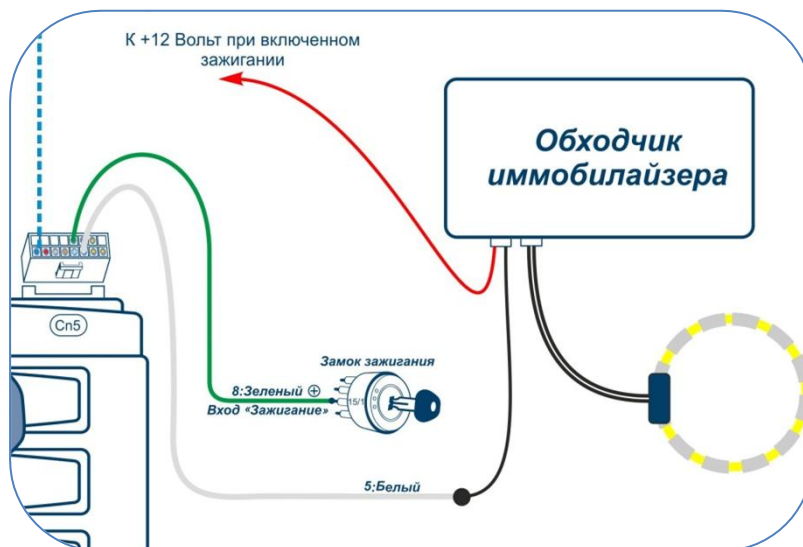 К +12 Вольт при включенном
зажигании
Обходчик
иммобилайзера
Сп5
Замок зажигания
8:Зеленый ⊕
Вход «Зажигание»
15/1
5:Белый